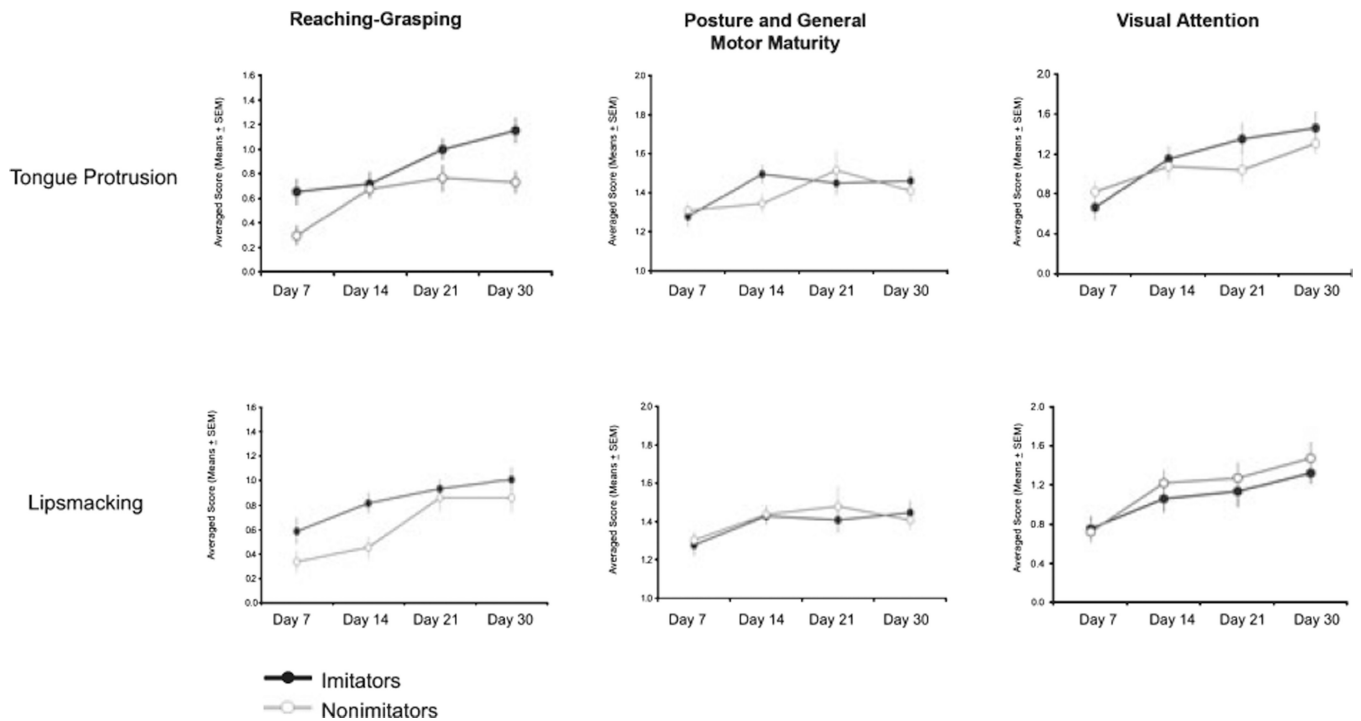 Reaching-Grasping
Posture and General
Motor Maturity
Visual Attention
Tongue Protrusion
Averaged Score (Means ± SEM)
1.6
1.4
1.2
1.0
0.8
0.6
0.4
0.2
0.0
Day 7 Day 14 Day 21 Day 30
Averaged Score (Means ± SEM)
2.0
1.8
1.6
1.4
1.2
1.0
Day 7 Day 14 Day 21 Day 30
Averaged Score (Means ± SEM)
2.0
1.6
1.2
0.8
0.4
0.0
Day 7 Day 14 Day 21 Day 30
Lipsmacking
Averaged Score (Means ± SEM)
1.6
1.4
1.2
1.0
0.8
0.6
0.4
0.2
0.0
Day 7 Day 14 Day 21 Day 30
Averaged Score (Means ± SEM)
2.0
1.8
1.6
1.4
1.2
1.0
Day 7 Day 14 Day 21 Day 30
Averaged Score (Means ± SEM)
2.0
1.6
1.2
0.8
0.4
0.0
Day 7 Day 14 Day 21 Day 30
Imitators
Nonimitators